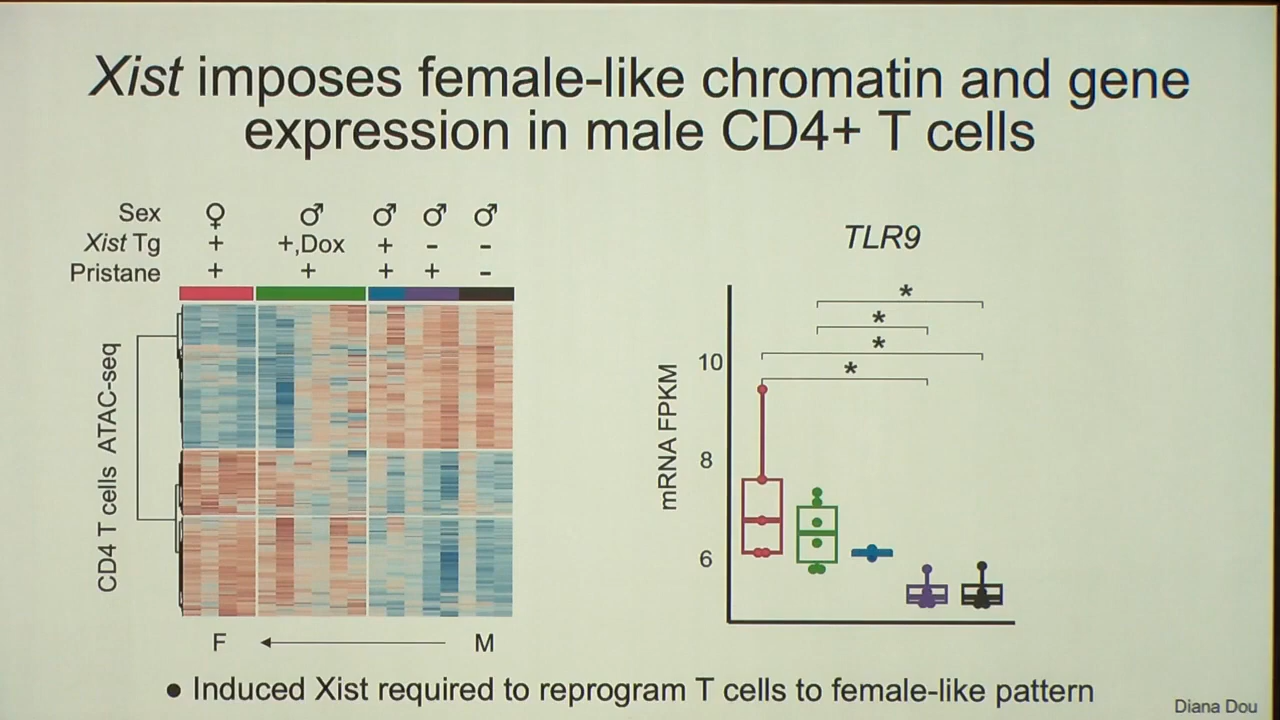 Xist imposes female-like chromatin and gene
expression in male CD4+ T cells
Sex ♀ ♂ ♂ ♂ ♂
Xist Tg + +,Dox + - -
Pristane + + + + -
CD4 T cells ATAC-seq
F M
TLR9
* 
*
*
*
mRNA FPKM
10
8
6
● Induced Xist required to reprogram T cells to female-like pattern
Diana Dou